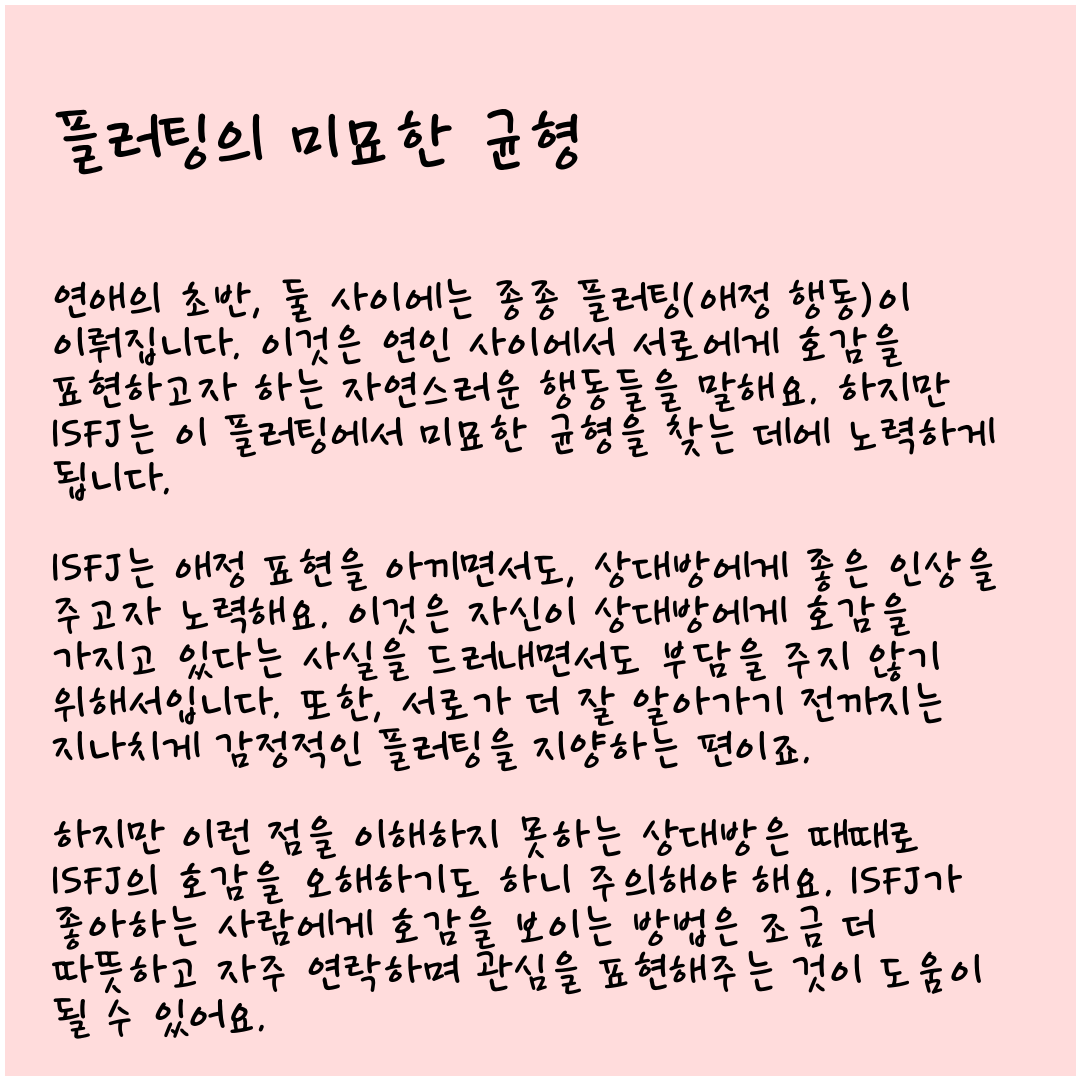 플러팅의 미묘한 균형
연애의 초반, 둘 사이에는 종종 플러팅(애정 행동)이
이뤄집니다. 이것은 연인 사이에서 서로에게 호감을
표현하고자 하는 자연스러운 행동들을 말해요. 하지만
ISFJ는 이 플러팅에서 미묘한 균형을 찾는 데에 노력하게
됩니다.
ISFJ는 애정 표현을 아끼면서도, 상대방에게 좋은 인상을
주고자 노력해요. 이것은 자신이 상대방에게 호감을
가지고 있다는 사실을 드러내면서도 부담을 주지 않기
위해서입니다. 또한, 서로가 더 잘 알아가기 전까지는
지나치게 감정적인 플러팅을 지양하는 편이죠.
하지만 이런 점을 이해하지 못하는 상대방은 때때로
ISFJ의 호감을 오해하기도 하니 주의해야 해요. ISFJ가
좋아하는 사람에게 호감을 보이는 방법은 조금 더
따뜻하고 자주 연락하며 관심을 표현해주는 것이 도움이
될 수 있어요.